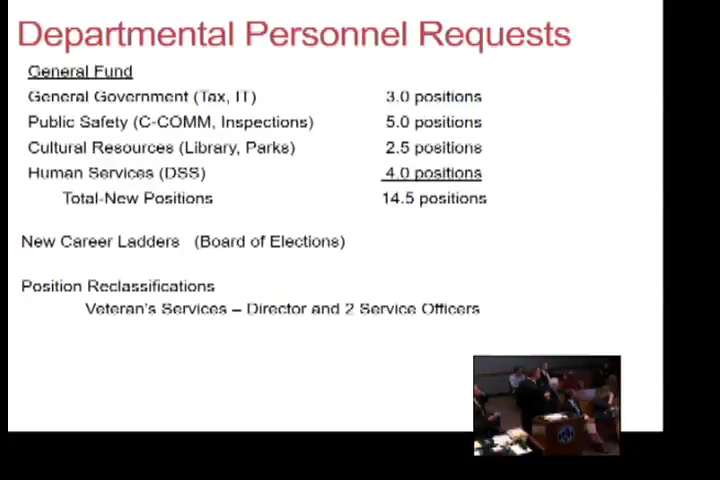 Departmental Personnel Requests
General Fund
General Government (Tax, IT) 3.0 positions
Public Safety (C-COMM, Inspections) 5.0 positions
Cultural Resources (Library, Parks) 2.5 positions
Human Services (DSS) 4.0 positions
Total-New Positions 14.5 positions
New Career Ladders (Board of Elections)
Position Reclassifications
Veteran's Services – Director and 2 Service Officers